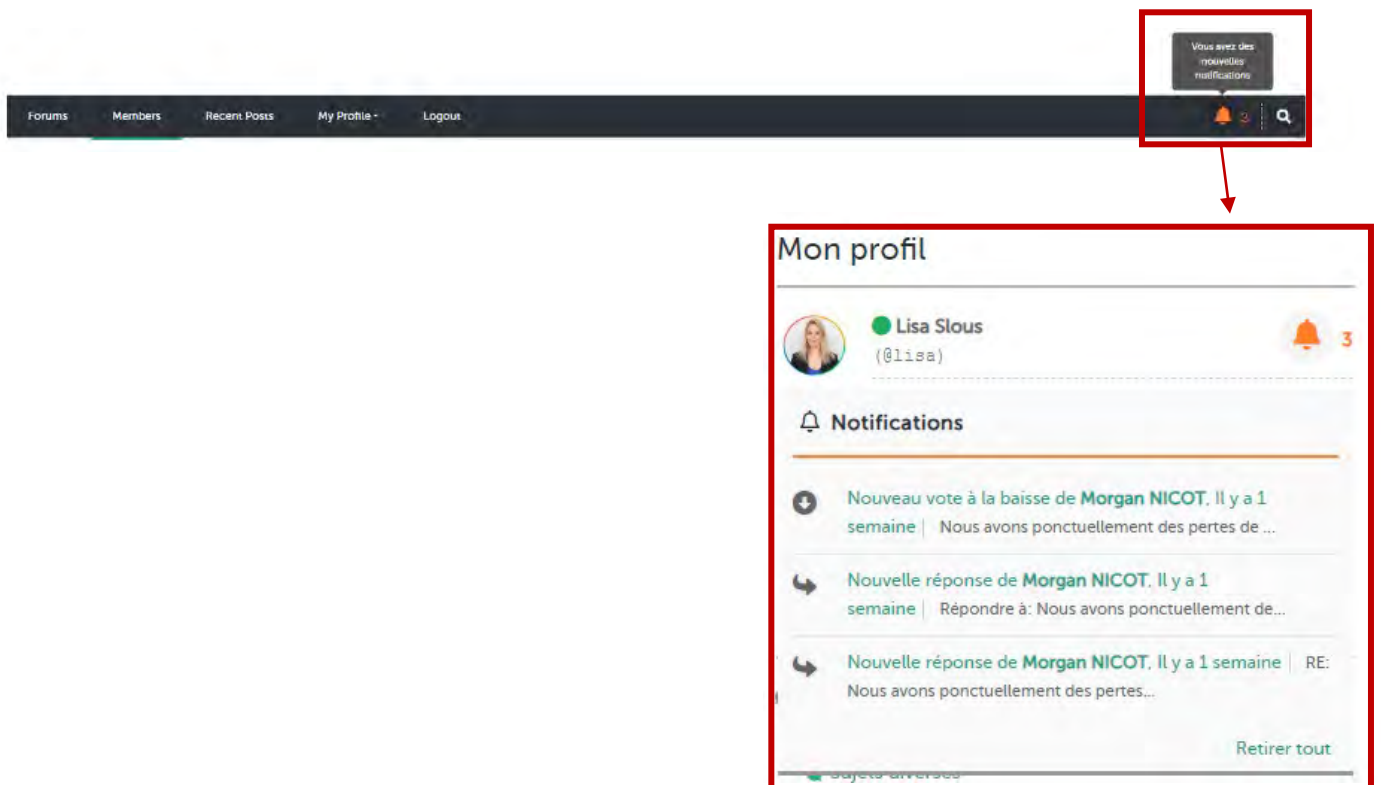 Vous avez des
nouvelles
notifications
Forums Members Recent Posts My Profile Logout 3
Mon profil
Lisa Slous
(@lisa)
3
Notifications
Nouveau vote à la baisse de Morgan NICOT, Il y a 1
semaine | Nous avons ponctuellement des pertes de ...
Nouvelle réponse de Morgan NICOT, Il y a 1
semaine | Répondre à: Nous avons ponctuellement de...
Nouvelle réponse de Morgan NICOT, Il y a 1 semaine | RE:
Nous avons ponctuellement des pertes...
Retirer tout